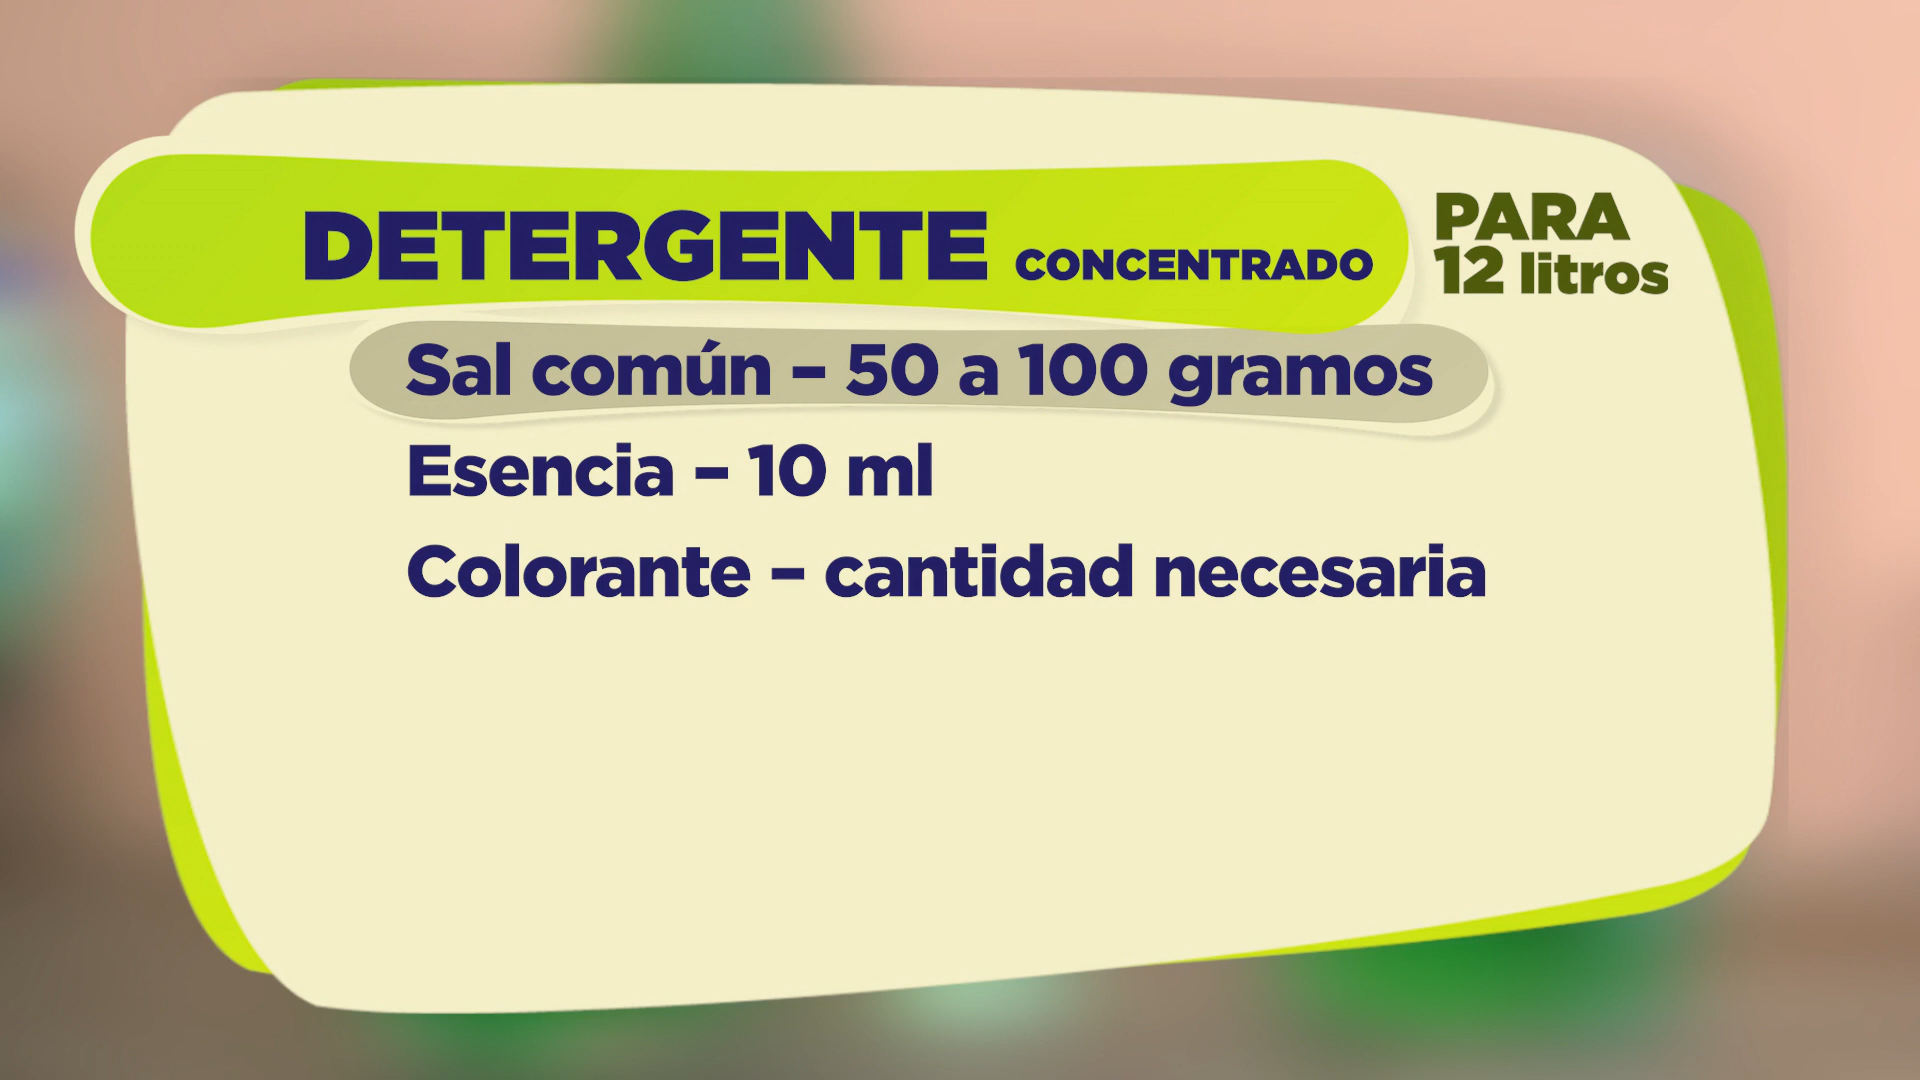 DETERGENTE CONCENTRADO
PARA
12 litros
Sal común – 50 a 100 gramos
Esencia – 10 ml
Colorante – cantidad necesaria